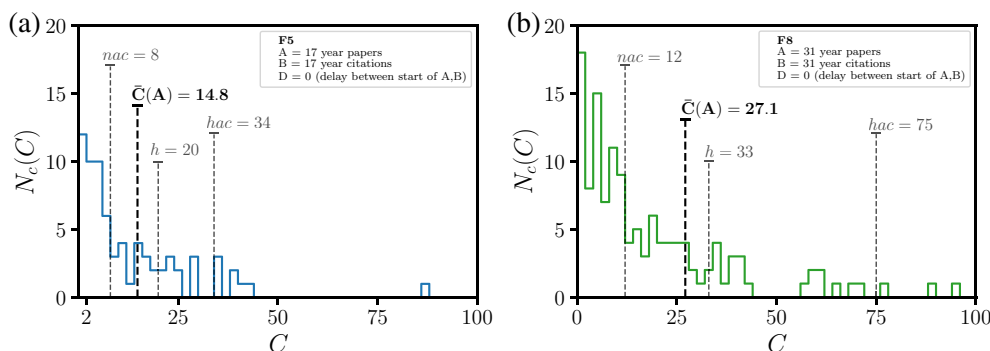 (a)
20
15
10
5
0
N_c(C)
nac = 8
C̄(A) = 14.8
h = 20
hac = 34
F5
A = 17 year papers
B = 17 year citations
D = 0 (delay between start of A,B)
2
25
50
75
100
C
(b)
20
15
10
5
0
N_c(C)
nac = 12
C̄(A) = 27.1
h = 33
hac = 75
F8
A = 31 year papers
B = 31 year citations
D = 0 (delay between start of A,B)
0
25
50
75
100
C